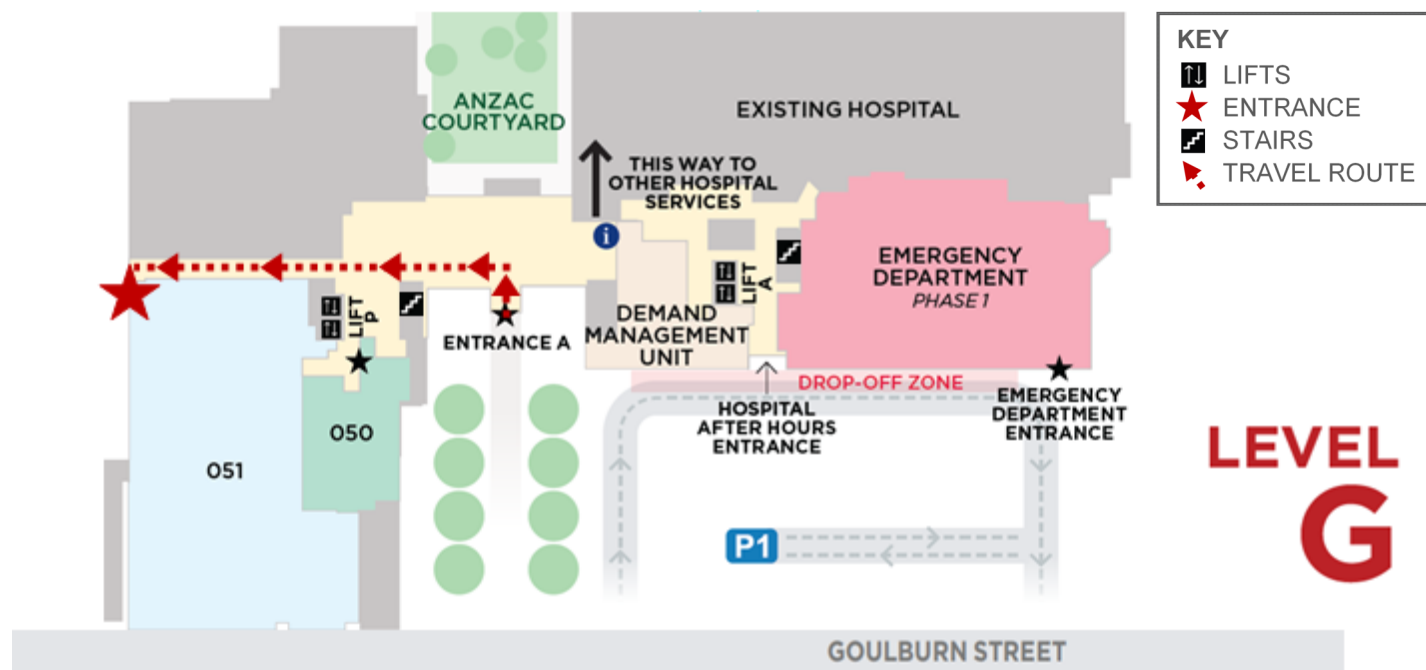 KEY
LIFTS
ENTRANCE
STAIRS
TRAVEL ROUTE
ANZAC
COURTYARD
EXISTING HOSPITAL
THIS WAY TO
OTHER HOSPITAL
SERVICES
i
EMERGENCY
DEPARTMENT
PHASE 1
LIFT
A
LIFT
P
ENTRANCE A
DEMAND
MANAGEMENT
UNIT
DROP-OFF ZONE
HOSPITAL
AFTER HOURS
ENTRANCE
EMERGENCY
DEPARTMENT
ENTRANCE
050
051
LEVEL
G
P1
GOULBURN STREET